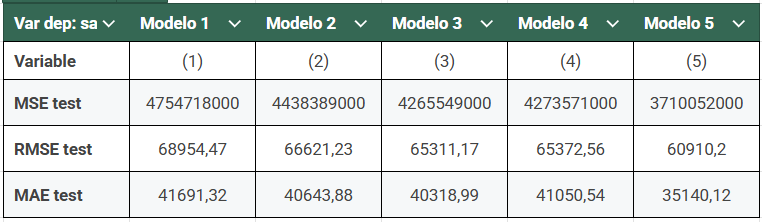 Var dep: sa Modelo 1 Modelo 2 Modelo 3 Modelo 4 Modelo 5
Variable (1) (2) (3) (4) (5)
MSE test 4754718000 4438389000 4265549000 4273571000 3710052000
RMSE test 68954,47 66621,23 65311,17 65372,56 60910,2
MAE test 41691,32 40643,88 40318,99 41050,54 35140,12